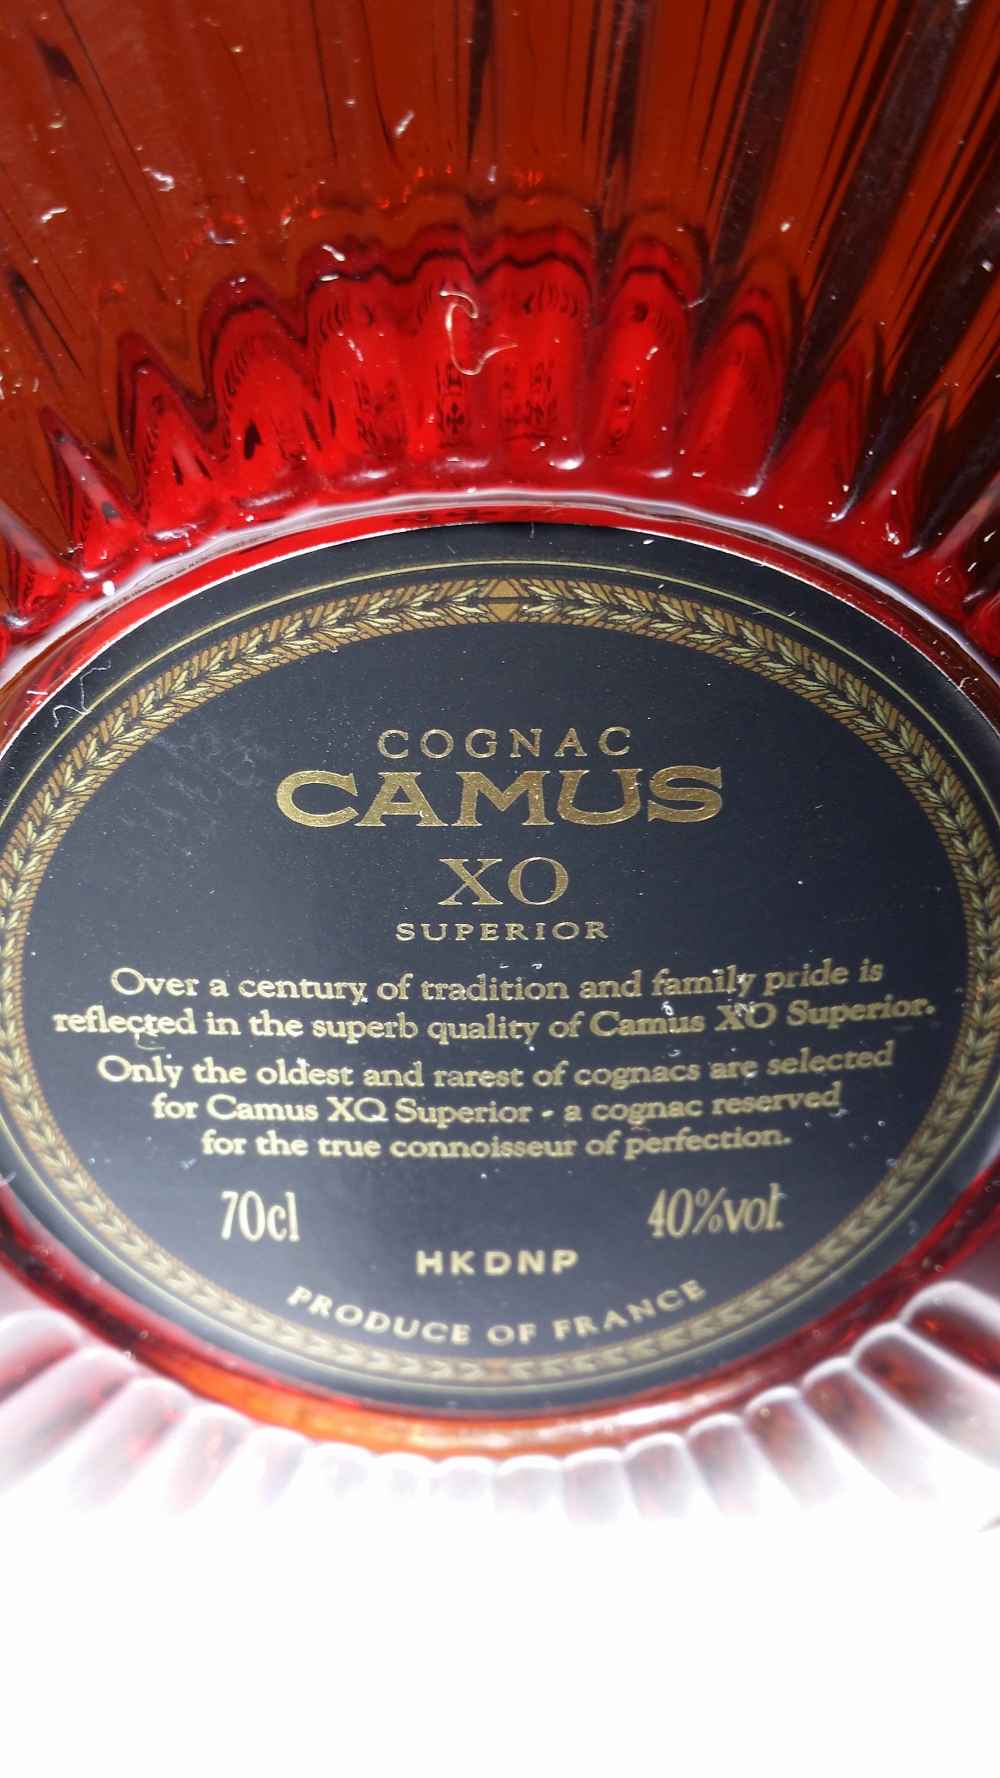 COGNAC
CAMUS
XO
SUPERIOR
Over a century of tradition and family pride is
reflected in the superb quality of Camus XO Superior.
Only the oldest and rarest of cognacs are selected
for Camus XO Superior - a cognac reserved
for the true connoisseur of perfection.
70cl 40%vol.
HKDNP
PRODUCE OF FRANCE